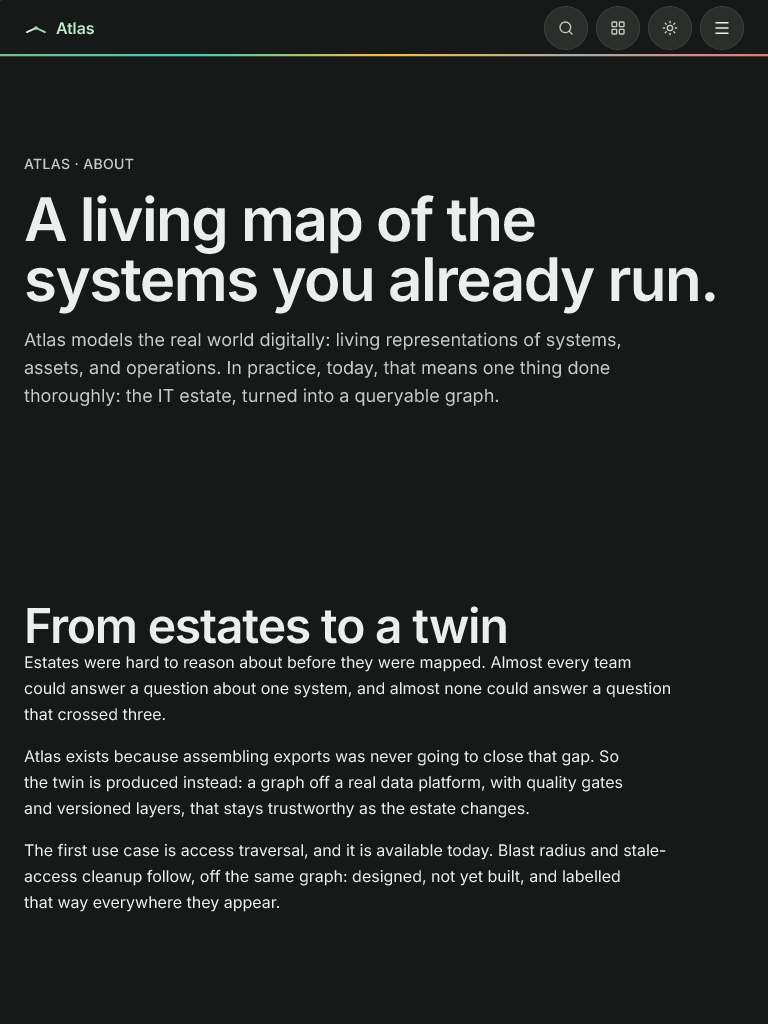 Atlas
ATLAS · ABOUT
A living map of the
systems you already run.
Atlas models the real world digitally: living representations of systems,
assets, and operations. In practice, today, that means one thing done
thoroughly: the IT estate, turned into a queryable graph.
From estates to a twin
Estates were hard to reason about before they were mapped. Almost every team
could answer a question about one system, and almost none could answer a question
that crossed three.
Atlas exists because assembling exports was never going to close that gap. So
the twin is produced instead: a graph off a real data platform, with quality gates
and versioned layers, that stays trustworthy as the estate changes.
The first use case is access traversal, and it is available today. Blast radius and stale-
access cleanup follow, off the same graph: designed, not yet built, and labelled
that way everywhere they appear.